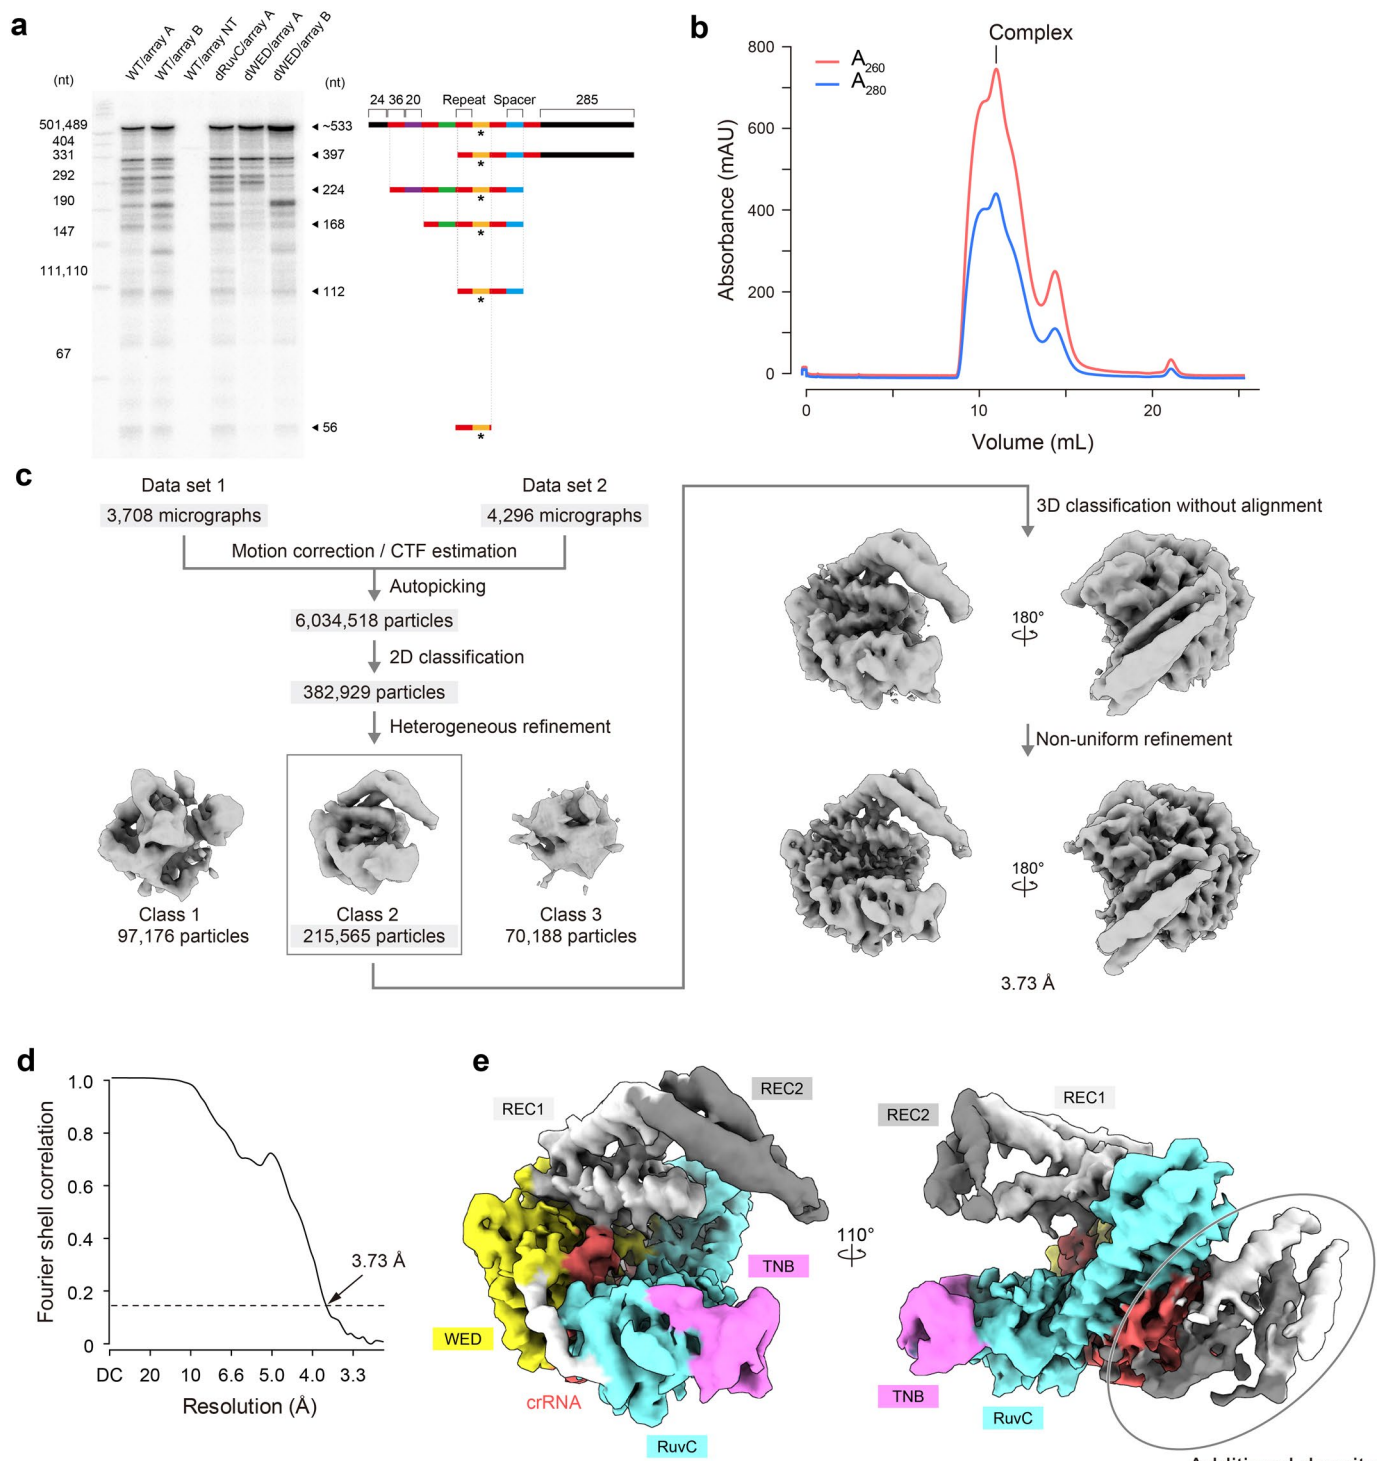 a
WT/array A
WT/array B
WT/array NT
dRuvC/array A
dWED/array A
dWED/array B
(nt)
501,489
404
331
292
190
147
111,110
67
(nt)
~533
397
224
168
112
56
24 36 20 Repeat Spacer 285
*
*
*
*
*
*
b
Complex
A260
A280
Absorbance (mAU)
800
600
400
200
0
0 10 20
Volume (mL)
c
Data set 1
3,708 micrographs
Data set 2
4,296 micrographs
Motion correction / CTF estimation
Autopicking
6,034,518 particles
2D classification
382,929 particles
Heterogeneous refinement
Class 1
97,176 particles
Class 2
215,565 particles
Class 3
70,188 particles
3D classification without alignment
180°
Non-uniform refinement
180°
3.73 Å
d
Fourier shell correlation
1.0
0.8
0.6
0.4
0.2
0
3.73 Å
DC 20 10 6.6 5.0 4.0 3.3
Resolution (Å)
e
REC1
REC2
TNB
WED
crRNA
RuvC
110°
REC2
REC1
TNB
RuvC